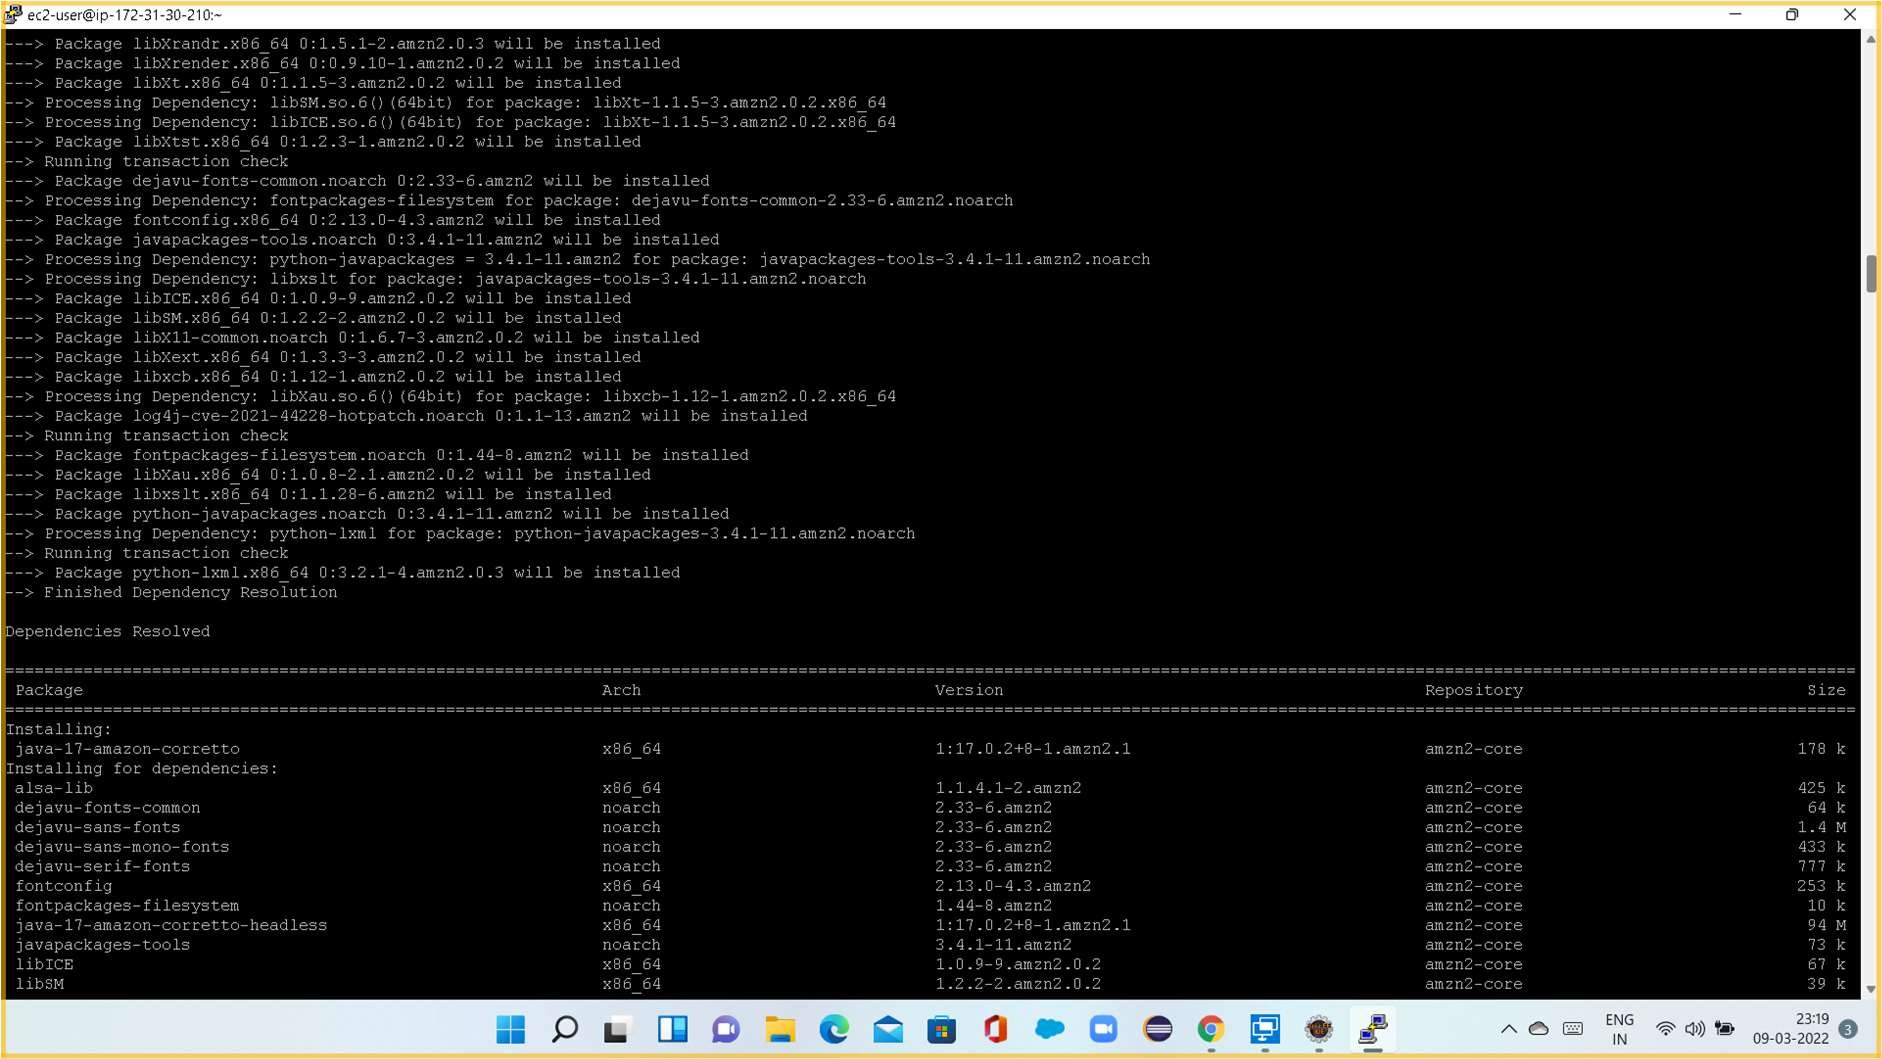 ec2-user@ip-172-31-30-210:~
---> Package libXrandr.x86_64 0:1.5.1-2.amzn2.0.3 will be installed
---> Package libXrender.x86_64 0:0.9.10-1.amzn2.0.2 will be installed
---> Package libXt.x86_64 0:1.1.5-3.amzn2.0.2 will be installed
--> Processing Dependency: libSM.so.6()(64bit) for package: libXt-1.1.5-3.amzn2.0.2.x86_64
--> Processing Dependency: libICE.so.6()(64bit) for package: libXt-1.1.5-3.amzn2.0.2.x86_64
---> Package libXtst.x86_64 0:1.2.3-1.amzn2.0.2 will be installed
--> Running transaction check
---> Package dejavu-fonts-common.noarch 0:2.33-6.amzn2 will be installed
--> Processing Dependency: fontpackages-filesystem for package: dejavu-fonts-common-2.33-6.amzn2.noarch
---> Package fontconfig.x86_64 0:2.13.0-4.3.amzn2 will be installed
---> Package javapackages-tools.noarch 0:3.4.1-11.amzn2 will be installed
--> Processing Dependency: python-javapackages = 3.4.1-11.amzn2 for package: javapackages-tools-3.4.1-11.amzn2.noarch
--> Processing Dependency: libxslt for package: javapackages-tools-3.4.1-11.amzn2.noarch
---> Package libICE.x86_64 0:1.0.9-9.amzn2.0.2 will be installed
---> Package libSM.x86_64 0:1.2.2-2.amzn2.0.2 will be installed
---> Package libX11-common.noarch 0:1.6.7-3.amzn2.0.2 will be installed
---> Package libXext.x86_64 0:1.3.3-3.amzn2.0.2 will be installed
---> Package libxcb.x86_64 0:1.12-1.amzn2.0.2 will be installed
--> Processing Dependency: libXau.so.6()(64bit) for package: libxcb-1.12-1.amzn2.0.2.x86_64
---> Package log4j-cve-2021-44228-hotpatch.noarch 0:1.1-13.amzn2 will be installed
--> Running transaction check
---> Package fontpackages-filesystem.noarch 0:1.44-8.amzn2 will be installed
---> Package libXau.x86_64 0:1.0.8-2.1.amzn2.0.2 will be installed
---> Package libxslt.x86_64 0:1.1.28-6.amzn2 will be installed
---> Package python-javapackages.noarch 0:3.4.1-11.amzn2 will be installed
--> Processing Dependency: python-lxml for package: python-javapackages-3.4.1-11.amzn2.noarch
--> Running transaction check
---> Package python-lxml.x86_64 0:3.2.1-4.amzn2.0.3 will be installed
--> Finished Dependency Resolution
Dependencies Resolved
Package Arch Version Repository Size
Installing:
java-17-amazon-corretto x86_64 1:17.0.2+8-1.amzn2.1 amzn2-core 178 k
Installing for dependencies:
alsa-lib x86_64 1.1.4.1-2.amzn2 amzn2-core 425 k
dejavu-fonts-common noarch 2.33-6.amzn2 amzn2-core 64 k
dejavu-sans-fonts noarch 2.33-6.amzn2 amzn2-core 1.4 M
dejavu-sans-mono-fonts noarch 2.33-6.amzn2 amzn2-core 433 k
dejavu-serif-fonts noarch 2.33-6.amzn2 amzn2-core 777 k
fontconfig x86_64 2.13.0-4.3.amzn2 amzn2-core 253 k
fontpackages-filesystem noarch 1.44-8.amzn2 amzn2-core 10 k
java-17-amazon-corretto-headless x86_64 1:17.0.2+8-1.amzn2.1 amzn2-core 94 M
javapackages-tools noarch 3.4.1-11.amzn2 amzn2-core 73 k
libICE x86_64 1.0.9-9.amzn2.0.2 amzn2-core 67 k
libSM x86_64 1.2.2-2.amzn2.0.2 amzn2-core 39 k
ENG
IN
23:19
09-03-2022
3